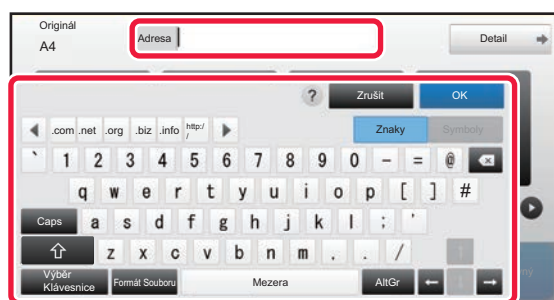 Originál
A4
Adresa
Detail
?
Zrušit
OK
.com .net .org .biz .info http:/
/
Znaky
Symboly
` 1 2 3 4 5 6 7 8 9 0 - = @
q w e r t y u i o p [ ] #
Caps a s d f g h j k l ; '
z x c v b n m . . /
Výběr
Klávesnice
Formát Souboru
Mezera
AltGr